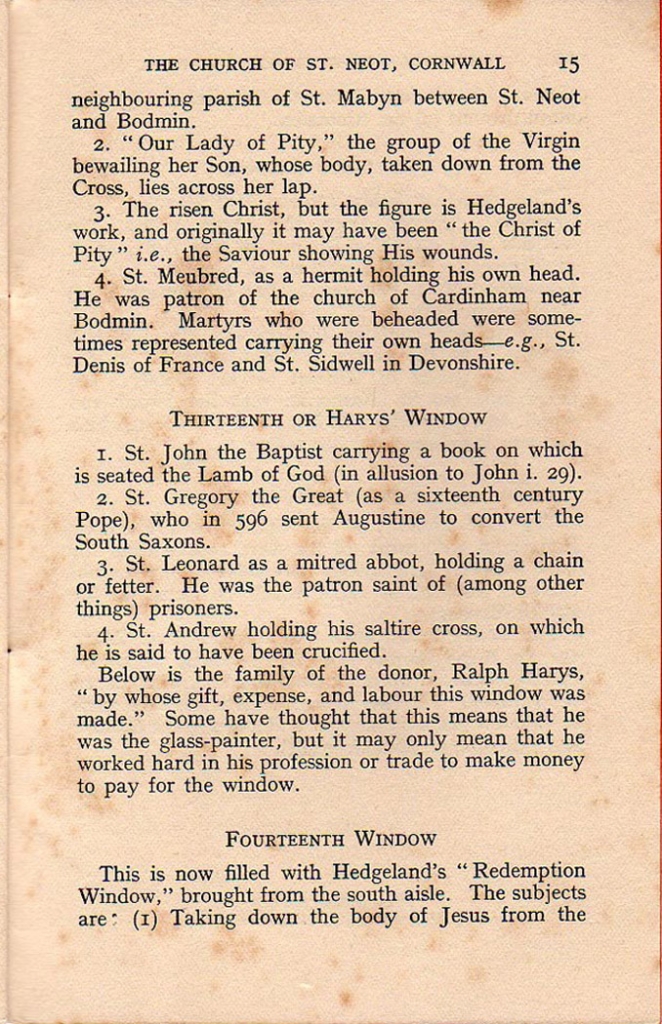 THE CHURCH OF ST. NEOT, CORNWALL 15
neighbouring parish of St. Mabyn between St. Neot
and Bodmin.
2. “Our Lady of Pity,” the group of the Virgin
bewailing her Son, whose body, taken down from the
Cross, lies across her lap.
3. The risen Christ, but the figure is Hedgeland’s
work, and originally it may have been “ the Christ of
Pity ” i.e., the Saviour showing His wounds.
4. St. Meubred, as a hermit holding his own head.
He was patron of the church of Cardinham near
Bodmin. Martyrs who were beheaded were some-
times represented carrying their own heads—e.g., St.
Denis of France and St. Sidwell in Devonshire.
THIRTEENTH OR HARYS’ WINDOW
1. St. John the Baptist carrying a book on which
is seated the Lamb of God (in allusion to John i. 29).
2. St. Gregory the Great (as a sixteenth century
Pope), who in 596 sent Augustine to convert the
South Saxons.
3. St. Leonard as a mitred abbot, holding a chain
or fetter. He was the patron saint of (among other
things) prisoners.
4. St. Andrew holding his saltire cross, on which
he is said to have been crucified.
Below is the family of the donor, Ralph Harys,
“ by whose gift, expense, and labour this window was
made.” Some have thought that this means that he
was the glass-painter, but it may only mean that he
worked hard in his profession or trade to make money
to pay for the window.
FOURTEENTH WINDOW
This is now filled with Hedgeland’s “ Redemption
Window,” brought from the south aisle. The subjects
are: (1) Taking down the body of Jesus from the